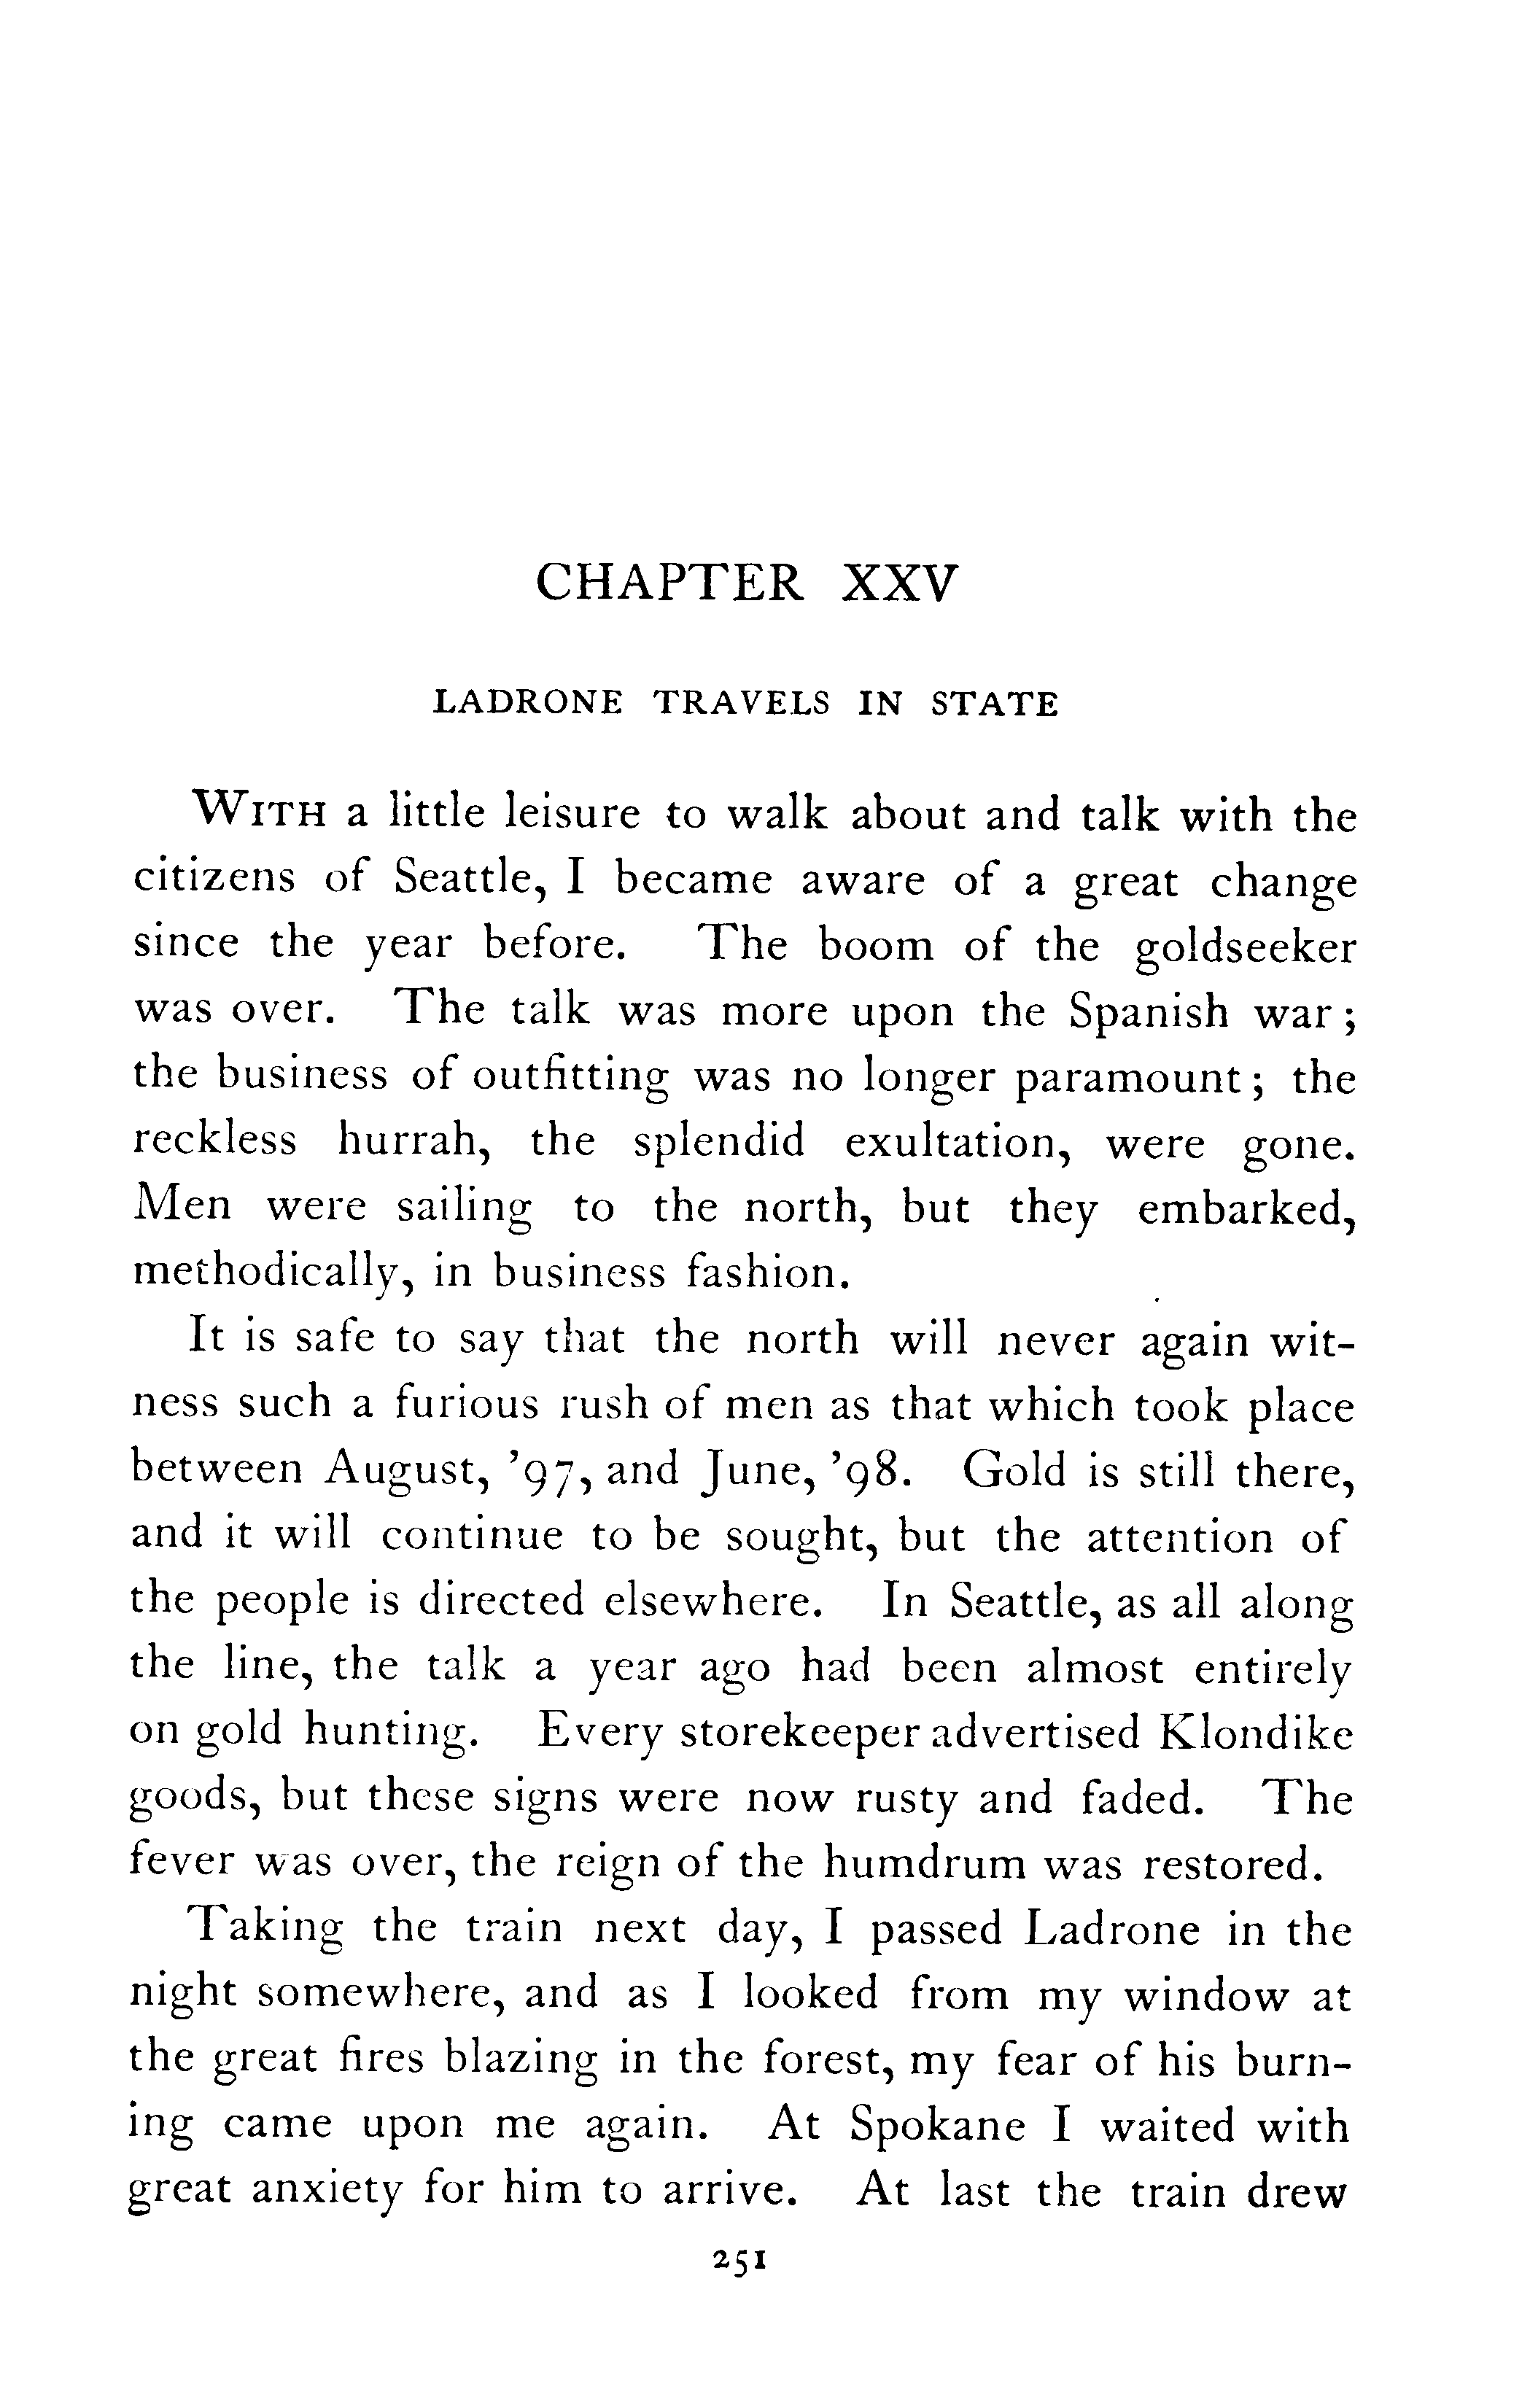 CHAPTER XXV
LADRONE TRAVELS IN STATE
WITH a little leisure to walk about and talk with the
citizens of Seattle, I became aware of a great change
since the year before. The boom of the goldseeker
was over. The talk was more upon the Spanish war;
the business of outfitting was no longer paramount; the
reckless hurrah, the splendid exultation, were gone.
Men were sailing to the north, but they embarked,
methodically, in business fashion.
It is safe to say that the north will never again wit-
ness such a furious rush of men as that which took place
between August, ’97, and June, ’98. Gold is still there,
and it will continue to be sought, but the attention of
the people is directed elsewhere. In Seattle, as all along
the line, the talk a year ago had been almost entirely
on gold hunting. Every storekeeper advertised Klondike
goods, but these signs were now rusty and faded. The
fever was over, the reign of the humdrum was restored.
Taking the train next day, I passed Ladrone in the
night somewhere, and as I looked from my window at
the great fires blazing in the forest, my fear of his burn-
ing came upon me again. At Spokane I waited with
great anxiety for him to arrive. At last the train drew
251